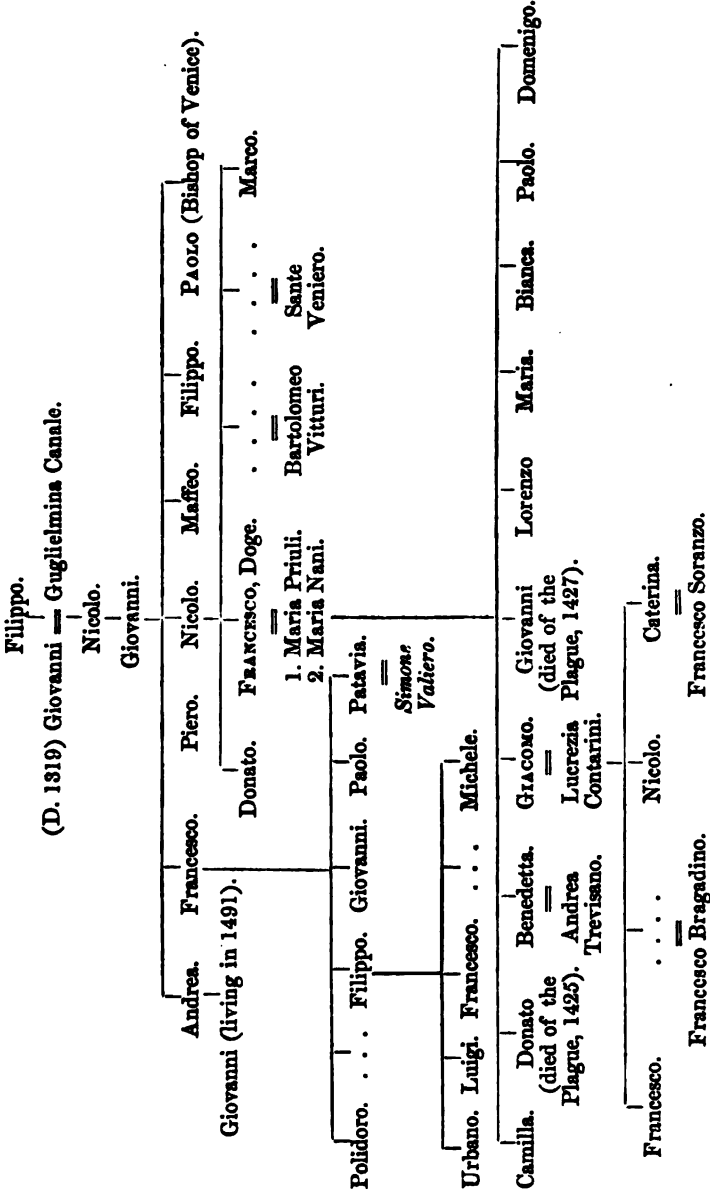 Filippo.
(D. 1319) Giovanni = Guglielmina Canale.
Nicolo.
Giovanni.
Andrea. Francesco. Piero. Nicolo. Maffeo. Filippo. PAOLO (Bishop of Venice).
Giovanni (living in 1491).
Donato. FRANCESCO, Doge. . . . . . . . . Marco.
= = =
1. Maria Priuli. Bartolomeo Sante
2. Maria Nani. Vitturi. Veniero.
Polidoro. . . . Filippo. Giovanni. Paolo. Patavia.
=
Simone
Valiero.
Urbano. Luigi. Francesco. . . . Michele.
Camilla. Donato Benedetta. GIACOMO. Giovanni Lorenzo Maria. Bianca. Paolo. Domenigo.
(died of the = = (died of the
Plague, 1425). Andrea Lucrezia Plague, 1427).
Trevisano. Contarini.
Francesco. . . . . Nicolo. Caterina.
= =
Francesco Bragadino. Francesco Soranzo.